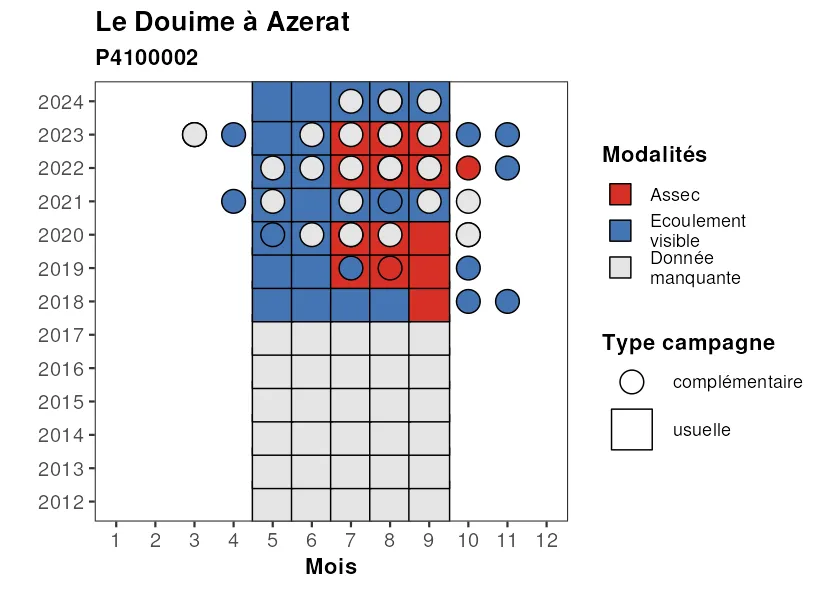 Le Douime à Azerat
P4100002
2024
2023
2022
2021
2020
2019
2018
2017
2016
2015
2014
2013
2012
1 2 3 4 5 6 7 8 9 10 11 12
Mois
Modalités
Assec
Ecoulement
visible
Donnée
manquante
Type campagne
complémentaire
usuelle